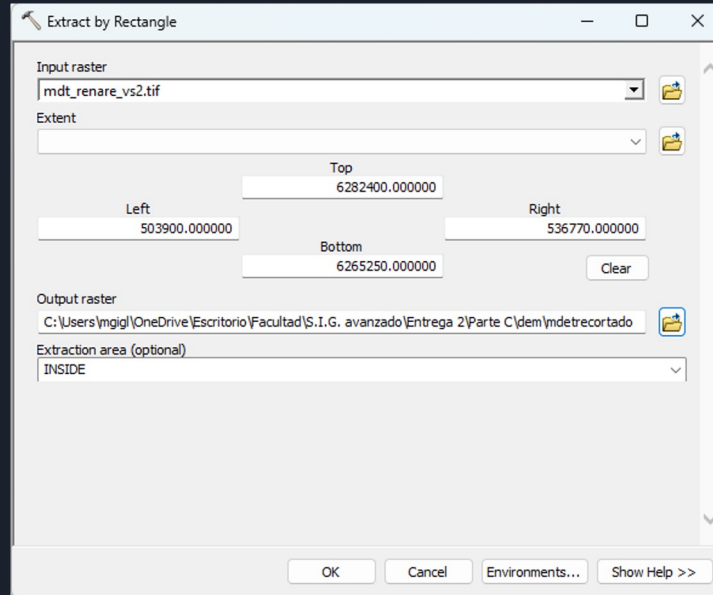 Extract by Rectangle
Input raster
mdt_renare_vs2.tif
Extent
Top
6282400.000000
Left
Right
503900.000000
536770.000000
Bottom
6265250.000000
Clear
Output raster
C:\Users\mgigl\OneDrive\Escritorio\Facultad\S.I.G. avanzado\Entrega 2\Parte C\dem\mdetrecortado
Extraction area (optional)
INSIDE
OK
Cancel
Environments...
Show Help >>